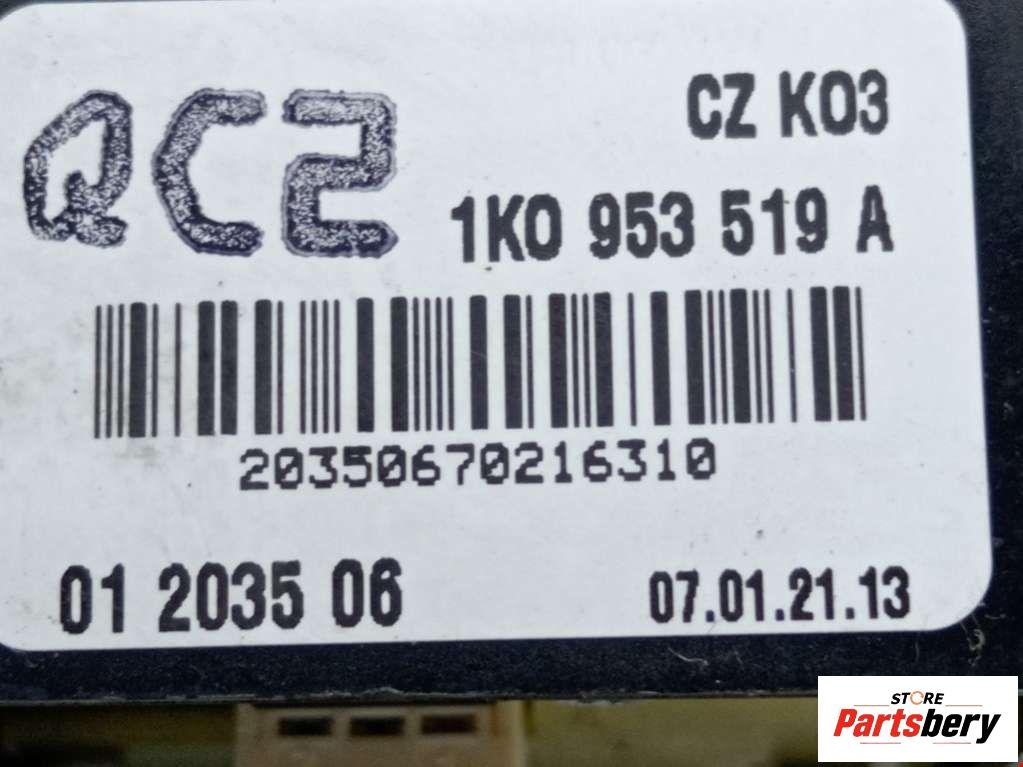 QC2
CZ K03
1K0 953 519 A
20350670216310
01 2035 06
07.01.21.13
STORE
Partsbery